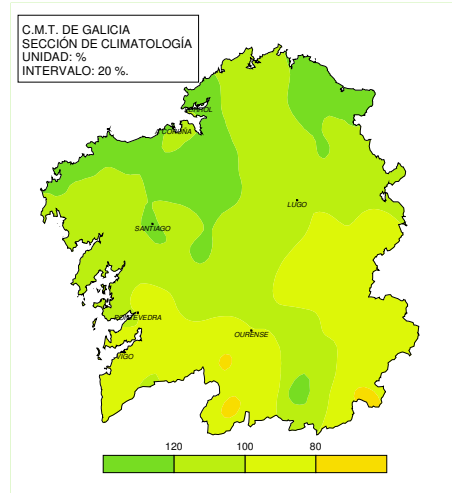 C.M.T. DE GALICIA
SECCIÓN DE CLIMATOLOGÍA
UNIDAD: %
INTERVALO: 20 %.
FERROL
A CORUÑA
LUGO
SANTIAGO
PONTEVEDRA
OURENSE
VIGO
120 100 80